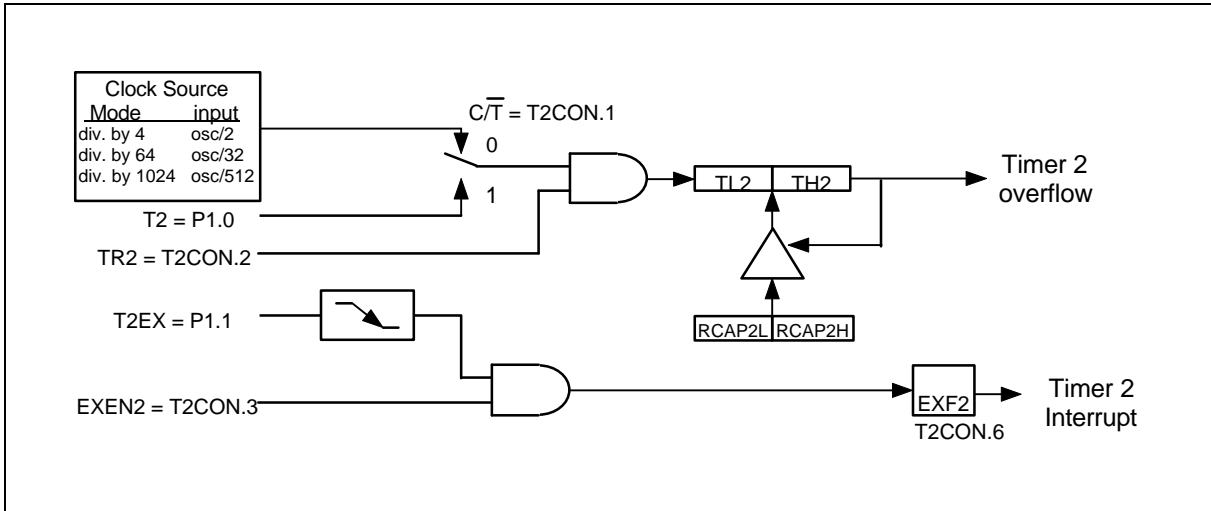 Clock Source
Mode input
div. by 4 osc/2
div. by 64 osc/32
div. by 1024 osc/512
C/T̅ = T2CON.1
0
1
T2 = P1.0
TR2 = T2CON.2
TL2 TH2
Timer 2
overflow
T2EX = P1.1
RCAP2L RCAP2H
EXEN2 = T2CON.3
EXF2
T2CON.6
Timer 2
Interrupt